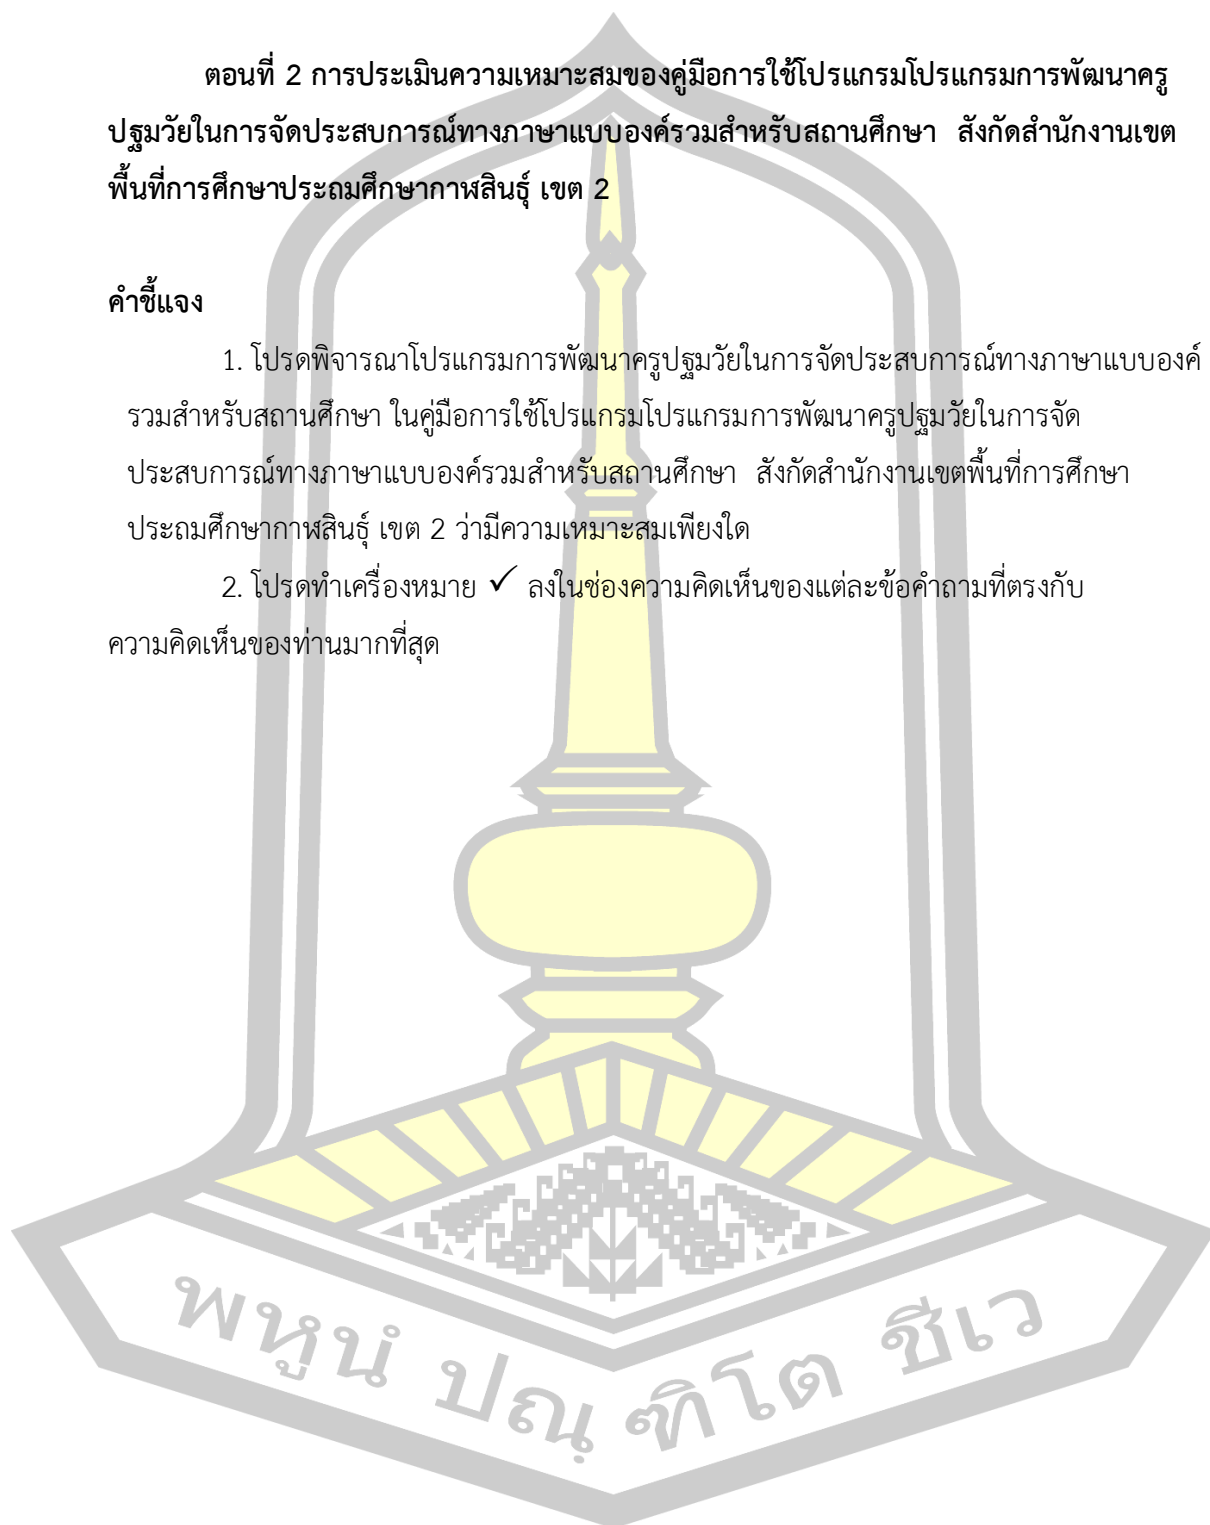 ตอนที่ 2 การประเมินความเหมาะสมของคู่มือการใช้โปรแกรมโปรแกรมการพัฒนาครู
ปฐมวัยในการจัดประสบการณ์ทางภาษาแบบองค์รวมสำหรับสถานศึกษา สังกัดสำนักงานเขต
พื้นที่การศึกษาประถมศึกษากาฬสินธุ์ เขต 2
คำชี้แจง
1. โปรดพิจารณาโปรแกรมการพัฒนาครูปฐมวัยในการจัดประสบการณ์ทางภาษาแบบองค์
รวมสำหรับสถานศึกษา ในคู่มือการใช้โปรแกรมโปรแกรมการพัฒนาครูปฐมวัยในการจัด
ประสบการณ์ทางภาษาแบบองค์รวมสำหรับสถานศึกษา สังกัดสำนักงานเขตพื้นที่การศึกษา
ประถมศึกษากาฬสินธุ์ เขต 2 ว่ามีความเหมาะสมเพียงใด
2. โปรดทำเครื่องหมาย ✓ ลงในช่องความคิดเห็นของแต่ละข้อคำถามที่ตรงกับ
ความคิดเห็นของท่านมากที่สุด
พหูนํ ปณฺ ฑิโต ชีเว